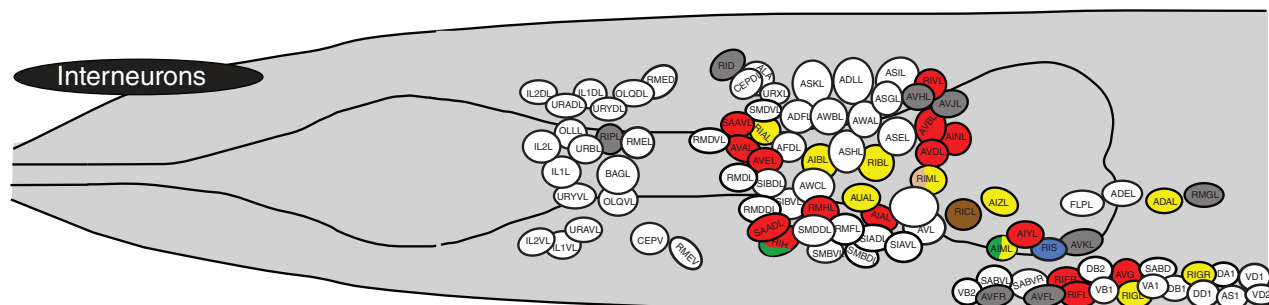 Interneurons
RID
ALA
CEPDL
URXL
ASKL
ADLL
ASIL
RIVL
AVHL
AVJL
ASGL
IL2DL
IL1DL
OLQDL
RMED
URADL
URYDL
SMDVL
ADFL
AWBL
AWAL
AVBL
AINL
SAAVL
RIAL
OLLL
RIPL
RMEL
IL2L
URBL
RMDVL
AVAL
AFDL
ASHL
ASEL
AVDL
AVEL
AIBL
RIBL
IL1L
BAGL
RMDL
SIBDL
AWCL
RIML
URYVL
OLQVL
SIBVL
AUAL
RMDDL
RMHL
AIAL
RICL
AIZL
FLPL
ADEL
ADAL
RMGL
SAADL
SMDDL
RMFL
SIADL
AVL
URAVL
IL2VL
IL1VL
CEPV
RMEV
RIH
SMBVL
SMBDL
SIAVL
AIML
AIYL
RIS
AVKL
DB2
SABVL
SABVR
RIFR
AVG
SABD
RIGR
DA1
VD1
VB2
AVFR
AVFL
RIFL
VB1
RIGL
VA1
DB1
DD1
AS1
VD2